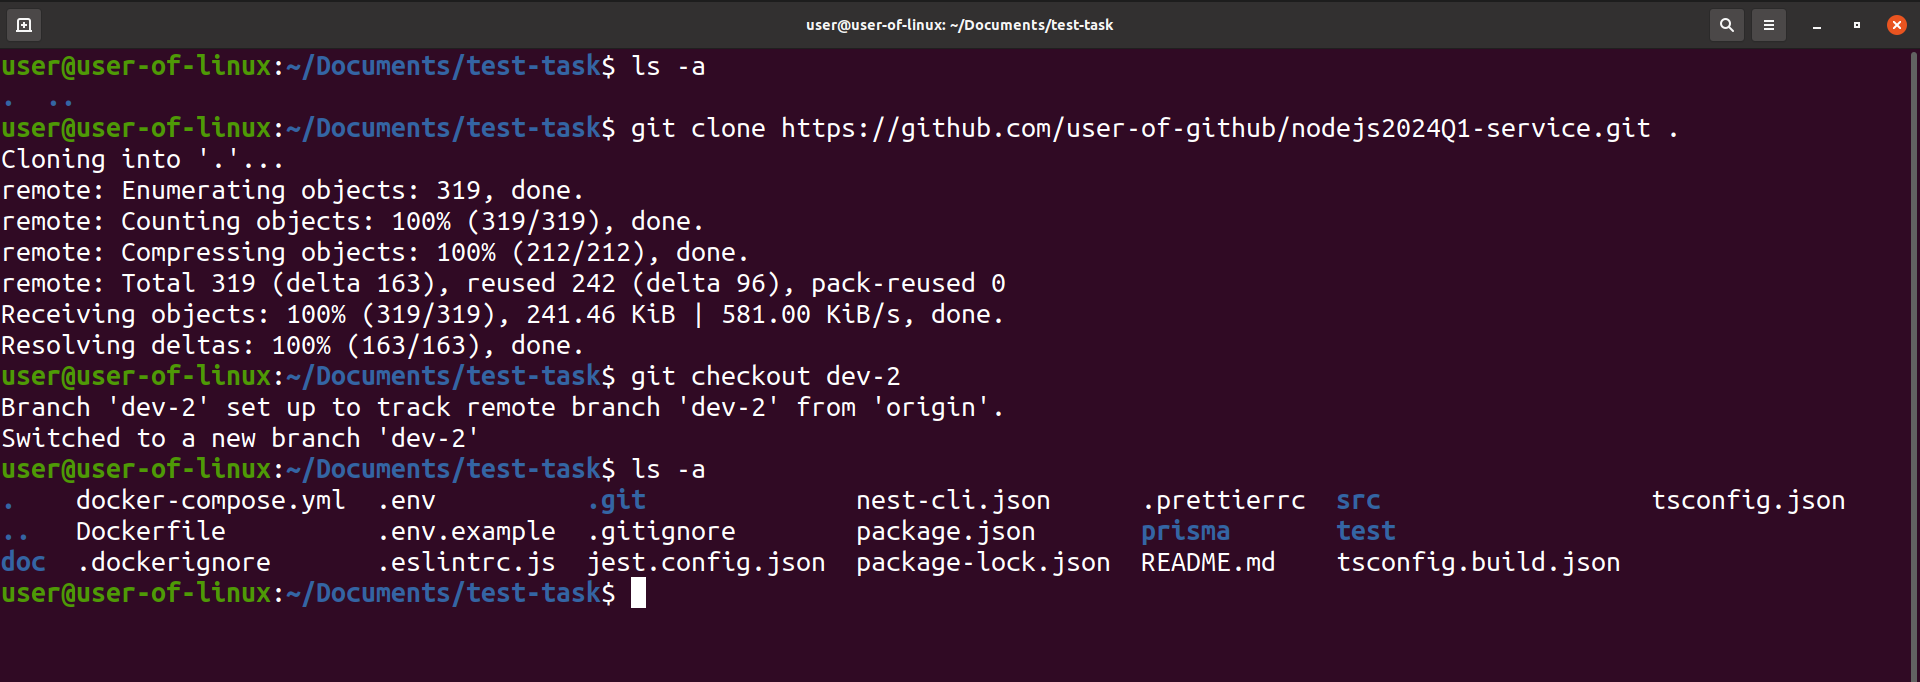 user@user-of-linux: ~/Documents/test-task
user@user-of-linux:~/Documents/test-task$ ls -a
.  ..
user@user-of-linux:~/Documents/test-task$ git clone https://github.com/user-of-github/nodejs2024Q1-service.git .
Cloning into '.'...
remote: Enumerating objects: 319, done.
remote: Counting objects: 100% (319/319), done.
remote: Compressing objects: 100% (212/212), done.
remote: Total 319 (delta 163), reused 242 (delta 96), pack-reused 0
Receiving objects: 100% (319/319), 241.46 KiB | 581.00 KiB/s, done.
Resolving deltas: 100% (163/163), done.
user@user-of-linux:~/Documents/test-task$ git checkout dev-2
Branch 'dev-2' set up to track remote branch 'dev-2' from 'origin'.
Switched to a new branch 'dev-2'
user@user-of-linux:~/Documents/test-task$ ls -a
.    docker-compose.yml  .env          .git              nest-cli.json      .prettierrc  src                  tsconfig.json
..   Dockerfile          .env.example  .gitignore        package.json       prisma       test
doc  .dockerignore       .eslintrc.js  jest.config.json  package-lock.json  README.md    tsconfig.build.json
user@user-of-linux:~/Documents/test-task$